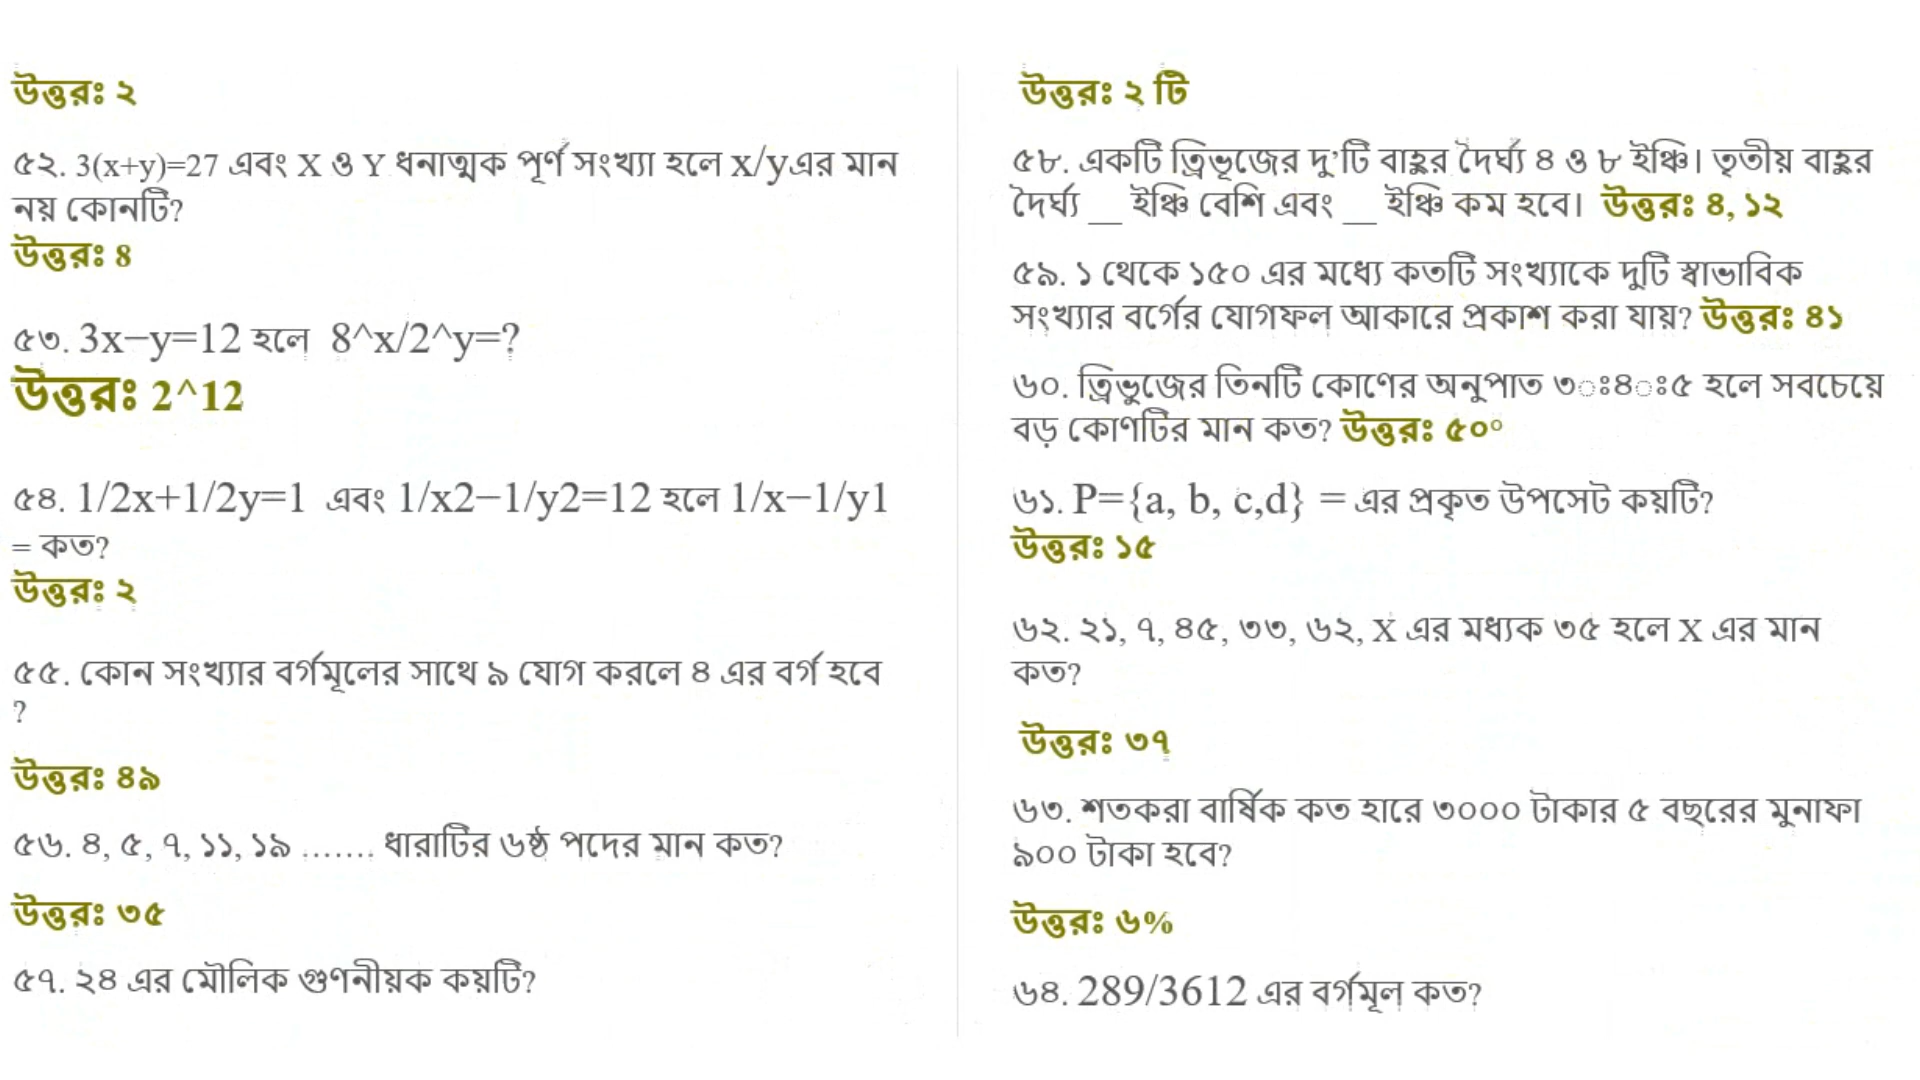 উত্তরঃ ২
৫২. 3(x+y)=27 এবং X ও Y ধনাত্মক পূর্ণ সংখ্যা হলে x/yএর মান
নয় কোনটি?
উত্তরঃ 8
৫৩. 3x−y=12 হলে 8^x/2^y=?
উত্তরঃ 2^12
৫৪. 1/2x+1/2y=1 এবং 1/x2−1/y2=12 হলে 1/x−1/y1
= কত?
উত্তরঃ ২
৫৫. কোন সংখ্যার বর্গমূলের সাথে ৯ যোগ করলে ৪ এর বর্গ হবে
?
উত্তরঃ ৪৯
৫৬. ৪, ৫, ৭, ১১, ১৯ ....... ধারাটির ৬ষ্ঠ পদের মান কত?
উত্তরঃ ৩৫
৫৭. ২৪ এর মৌলিক গুণনীয়ক কয়টি?
উত্তরঃ ২ টি
৫৮. একটি ত্রিভূজের দু'টি বাহুর দৈর্ঘ্য ৪ ও ৮ ইঞ্চি। তৃতীয় বাহুর
দৈর্ঘ্য __ ইঞ্চি বেশি এবং __ ইঞ্চি কম হবে। উত্তরঃ ৪, ১২
৫৯. ১ থেকে ১৫০ এর মধ্যে কতটি সংখ্যাকে দুটি স্বাভাবিক
সংখ্যার বর্গের যোগফল আকারে প্রকাশ করা যায়? উত্তরঃ ৪১
৬০. ত্রিভুজের তিনটি কোণের অনুপাত ৩ঃ৪ঃ৫ হলে সবচেয়ে
বড় কোণটির মান কত? উত্তরঃ ৫০°
৬১. P={a, b, c,d} = এর প্রকৃত উপসেট কয়টি?
উত্তরঃ ১৫
৬২. ২১, ৭, ৪৫, ৩৩, ৬২, X এর মধ্যক ৩৫ হলে X এর মান
কত?
উত্তরঃ ৩৭
৬৩. শতকরা বার্ষিক কত হারে ৩০০০ টাকার ৫ বছরের মুনাফা
৯০০ টাকা হবে?
উত্তরঃ ৬%
৬৪. 289/3612 এর বর্গমূল কত?